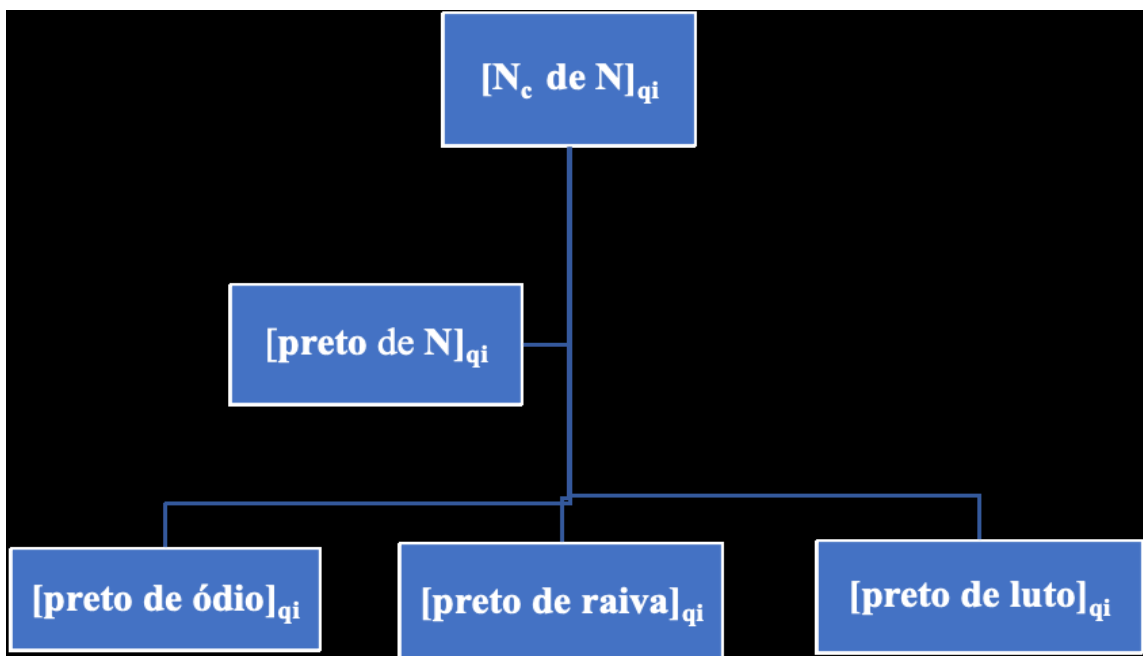 [Nc de N]qi
[preto de N]qi
[preto de ódio]qi
[preto de raiva]qi
[preto de luto]qi